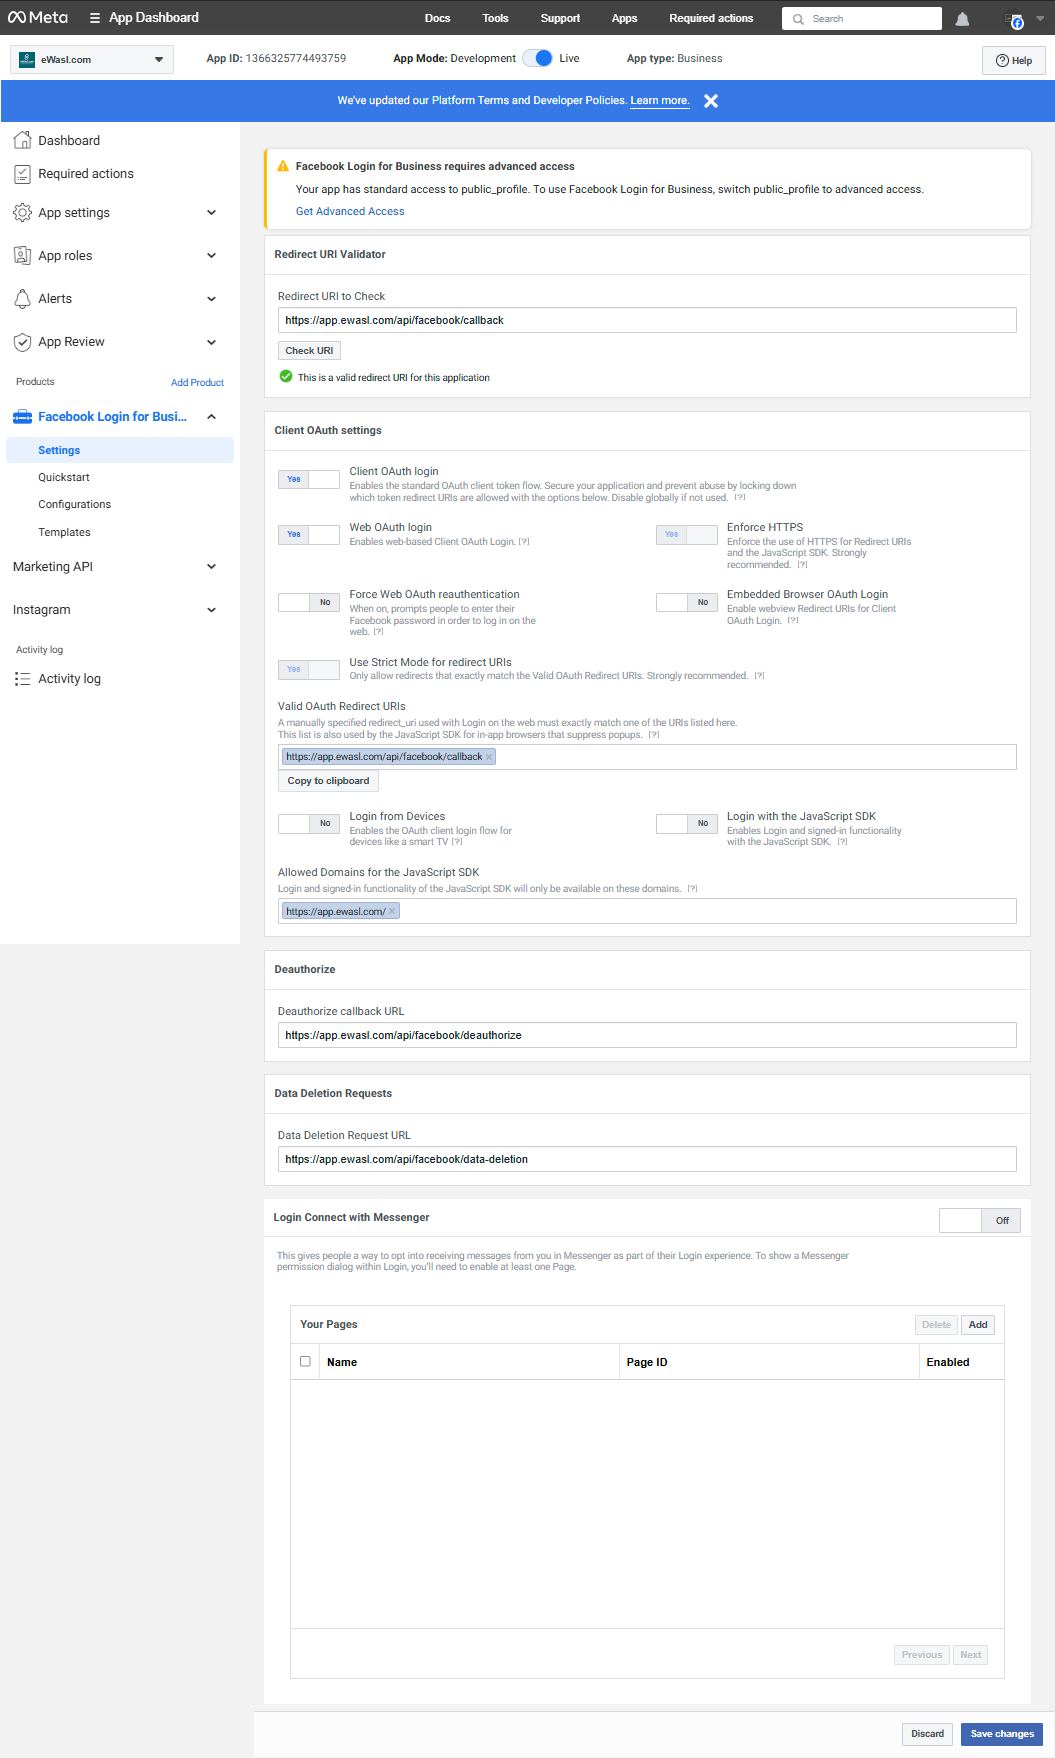 Meta
App Dashboard
Docs
Tools
Support
Apps
Required actions
Search
eWasl.com
App ID: 1366325774493759
App Mode: Development
Live
App type: Business
Help
We've updated our Platform Terms and Developer Policies. Learn more.
Dashboard
Required actions
App settings
App roles
Alerts
App Review
Products
Add Product
Facebook Login for Busi...
Settings
Quickstart
Configurations
Templates
Marketing API
Instagram
Activity log
Activity log
Facebook Login for Business requires advanced access
Your app has standard access to public_profile. To use Facebook Login for Business, switch public_profile to advanced access.
Get Advanced Access
Redirect URI Validator
Redirect URI to Check
https://app.ewasl.com/api/facebook/callback
Check URI
This is a valid redirect URI for this application
Client OAuth settings
Yes
Client OAuth login
Enables the standard OAuth client token flow. Secure your application and prevent abuse by locking down
which token redirect URIs are allowed with the options below. Disable globally if not used. [?]
Yes
Web OAuth login
Enables web-based Client OAuth Login. [?]
Yes
Enforce HTTPS
Enforce the use of HTTPS for Redirect URIs
and the JavaScript SDK. Strongly
recommended. [?]
No
Force Web OAuth reauthentication
When on, prompts people to enter their
Facebook password in order to log in on the
web. [?]
No
Embedded Browser OAuth Login
Enable webview Redirect URIs for Client
OAuth Login. [?]
Yes
Use Strict Mode for redirect URIs
Only allow redirects that exactly match the Valid OAuth Redirect URIs. Strongly recommended. [?]
Valid OAuth Redirect URIs
A manually specified redirect_uri used with Login on the web must exactly match one of the URIs listed here.
This list is also used by the JavaScript SDK for in-app browsers that suppress popups. [?]
https://app.ewasl.com/api/facebook/callback
Copy to clipboard
No
Login from Devices
Enables the OAuth client login flow for
devices like a smart TV [?]
No
Login with the JavaScript SDK
Enables Login and signed-in functionality
with the JavaScript SDK. [?]
Allowed Domains for the JavaScript SDK
Login and signed-in functionality of the JavaScript SDK will only be available on these domains. [?]
https://app.ewasl.com/
Deauthorize
Deauthorize callback URL
https://app.ewasl.com/api/facebook/deauthorize
Data Deletion Requests
Data Deletion Request URL
https://app.ewasl.com/api/facebook/data-deletion
Login Connect with Messenger
Off
This gives people a way to opt into receiving messages from you in Messenger as part of their Login experience. To show a Messenger
permission dialog within Login, you'll need to enable at least one Page.
Your Pages
Delete
Add
Name
Page ID
Enabled
Previous
Next
Discard
Save changes